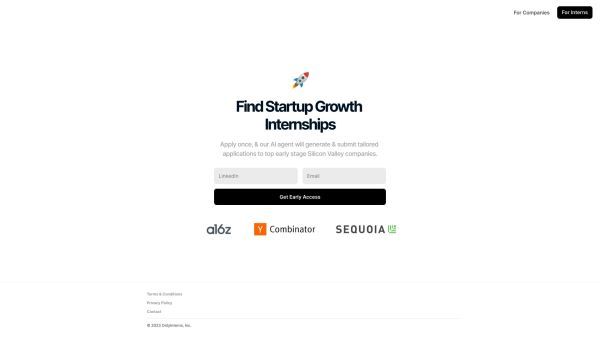 For Companies
For Interns
Find Startup Growth
Internships
Apply once, & our AI agent will generate & submit tailored
applications to top early stage Silicon Valley companies.
LinkedIn
Email
Get Early Access
a16z
Y Combinator
SEQUOIA
Terms & Conditions
Privacy Policy
Contact
© 2023 OnlyInterns, Inc.